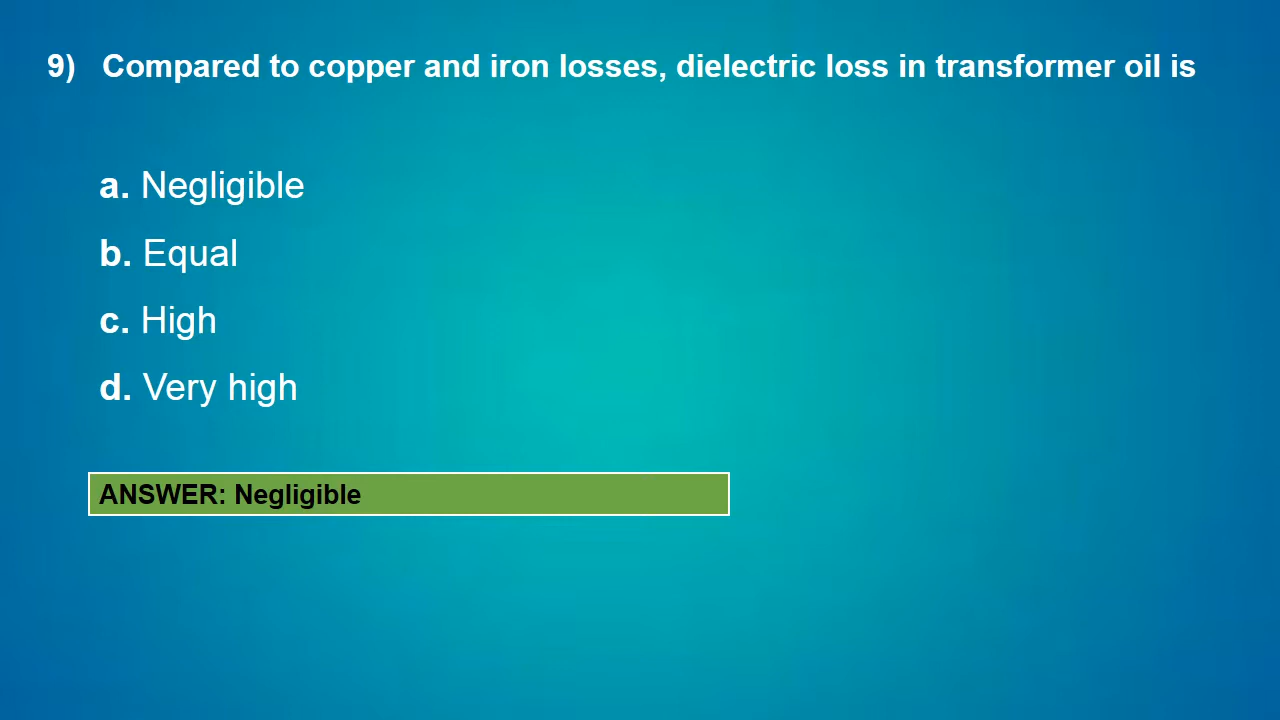 9) Compared to copper and iron losses, dielectric loss in transformer oil is
a. Negligible
b. Equal
c. High
d. Very high
ANSWER: Negligible